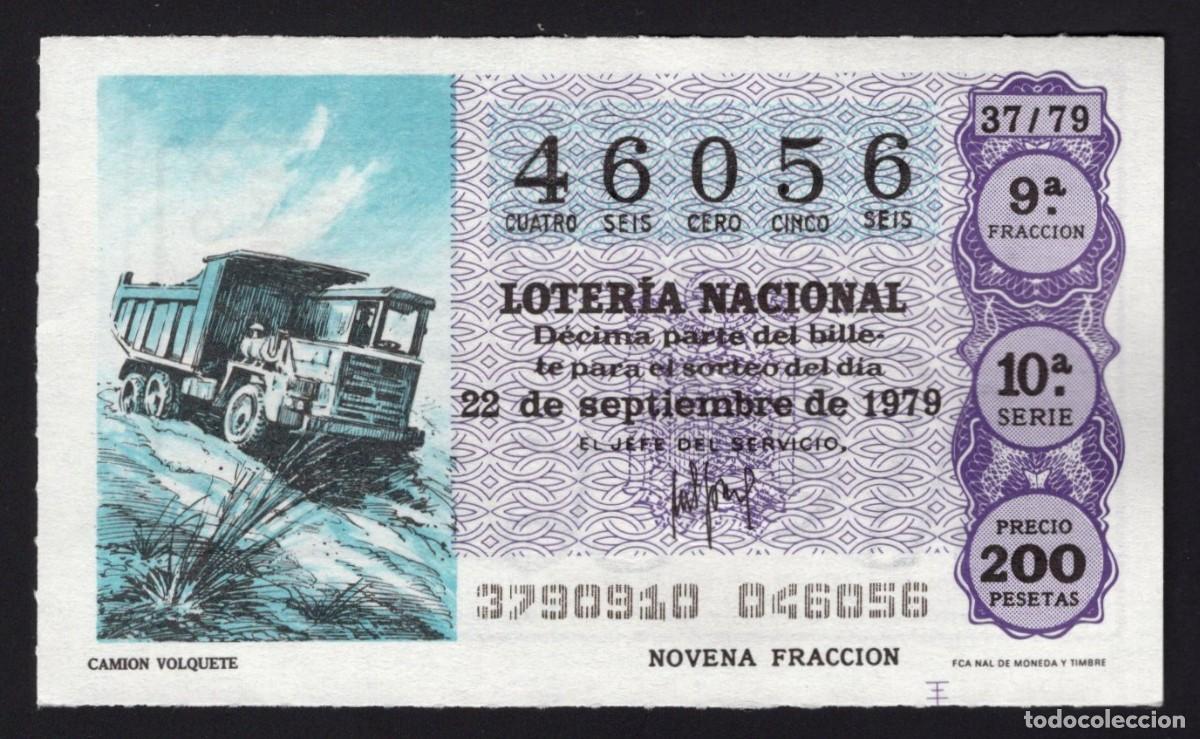 37/79
46056
CUATRO SEIS CERO CINCO SEIS
9ª.
FRACCION
LOTERÍA NACIONAL
Décima parte del bille-
te para el sorteo del día
22 de septiembre de 1979
EL JEFE DEL SERVICIO,
10ª.
SERIE
PRECIO
200
PESETAS
3790910 046056
CAMION VOLQUETE
NOVENA FRACCION
FCA NAL DE MONEDA Y TIMBRE
todocoleccion